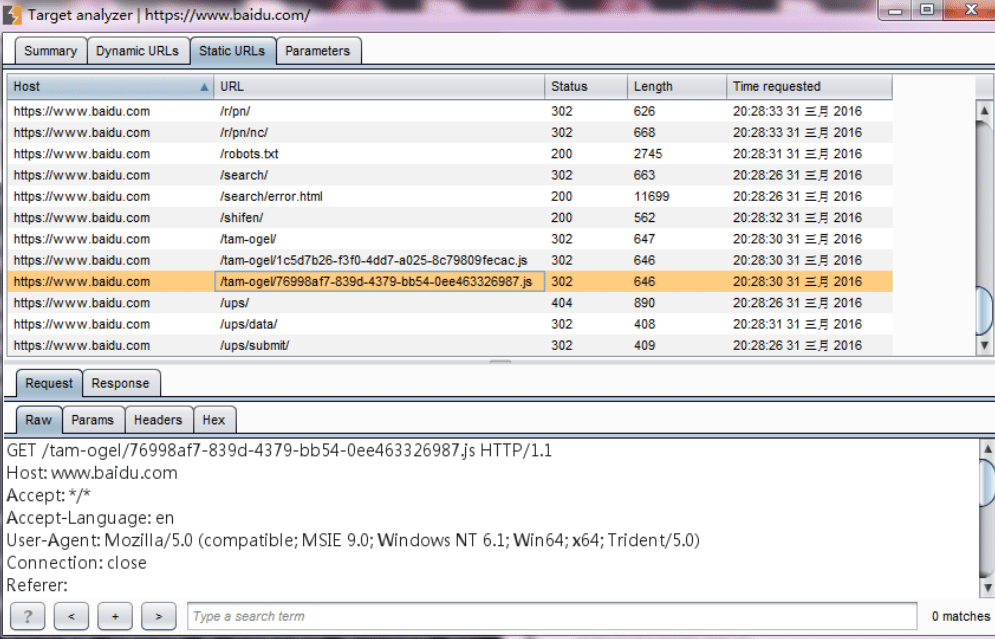 Target analyzer | https://www.baidu.com/
Summary Dynamic URLs Static URLs Parameters
Host URL Status Length Time requested
https://www.baidu.com /r/pn/ 302 626 20:28:33 31 三月 2016
https://www.baidu.com /r/pn/nc/ 302 668 20:28:33 31 三月 2016
https://www.baidu.com /robots.txt 200 2745 20:28:31 31 三月 2016
https://www.baidu.com /search/ 302 663 20:28:26 31 三月 2016
https://www.baidu.com /search/error.html 200 11699 20:28:26 31 三月 2016
https://www.baidu.com /shifen/ 200 562 20:28:32 31 三月 2016
https://www.baidu.com /tam-ogel/ 302 647 20:28:30 31 三月 2016
https://www.baidu.com /tam-ogel/1c5d7b26-f3f0-4dd7-a025-8c79809fecac.js 302 646 20:28:30 31 三月 2016
https://www.baidu.com /tam-ogel/76998af7-839d-4379-bb54-0ee463326987.js 302 646 20:28:30 31 三月 2016
https://www.baidu.com /ups/ 404 890 20:28:26 31 三月 2016
https://www.baidu.com /ups/data/ 302 408 20:28:31 31 三月 2016
https://www.baidu.com /ups/submit/ 302 409 20:28:26 31 三月 2016
Request Response
Raw Params Headers Hex
GET /tam-ogel/76998af7-839d-4379-bb54-0ee463326987.js HTTP/1.1
Host: www.baidu.com
Accept: */*
Accept-Language: en
User-Agent: Mozilla/5.0 (compatible; MSIE 9.0; Windows NT 6.1; Win64; x64; Trident/5.0)
Connection: close
Referer:
? < + > Type a search term 0 matches